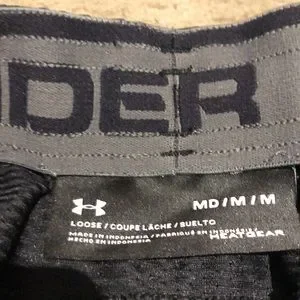 DER
MD / M / M
LOOSE / COUPE LÂCHE / SUELTO
MADE IN INDONESIA / FABRIQUÉ EN INDONÉSIE
HECHO EN INDONESIA
HEATGEAR